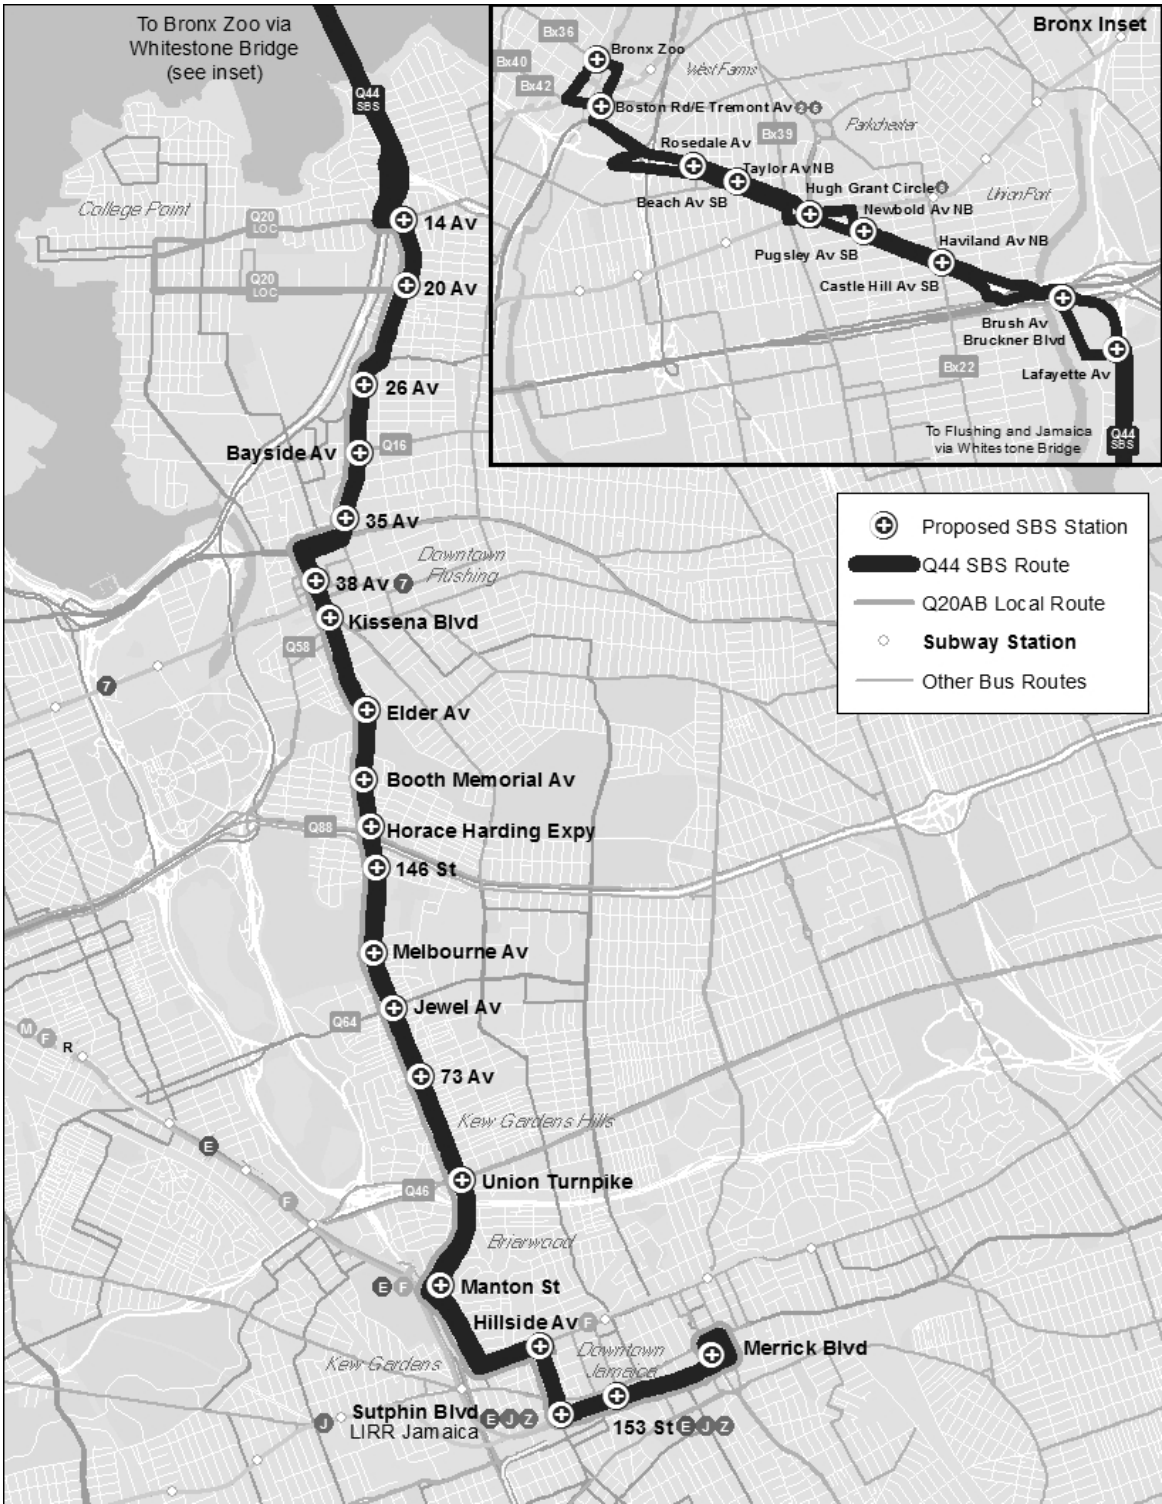 To Bronx Zoo via
Whitestone Bridge
(see inset)
Q44
SBS
College Point
Q20
LOC
Q20
LOC
14 Av
20 Av
26 Av
Bayside Av
Q16
35 Av
Downtown
Flushing
38 Av 7
Kissena Blvd
Q58
7
Elder Av
Booth Memorial Av
Q88
Horace Harding Expy
146 St
Melbourne Av
Jewel Av
Q64
M
F
R
73 Av
Kew Gardens Hills
E
Union Turnpike
Q46
F
Briarwood
E F
Manton St
Hillside Av F
Downtown
Jamaica
Merrick Blvd
Kew Gardens
J
Sutphin Blvd E J Z
LIRR Jamaica
153 St E J Z
Bronx Inset
Bx36
Bronx Zoo
Bx40
West Farms
Bx42
Boston Rd/E Tremont Av 2
Bx39
Parkchester
Rosedale Av
Taylor Av NB
Hugh Grant Circle 6
Union Port
Beach Av SB
Newbold Av NB
Haviland Av NB
Pugsley Av SB
Castle Hill Av SB
Brush Av
Bruckner Blvd
Bx22
Lafayette Av
To Flushing and Jamaica
via Whitestone Bridge
Q44
SBS
Proposed SBS Station
Q44 SBS Route
Q20AB Local Route
Subway Station
Other Bus Routes